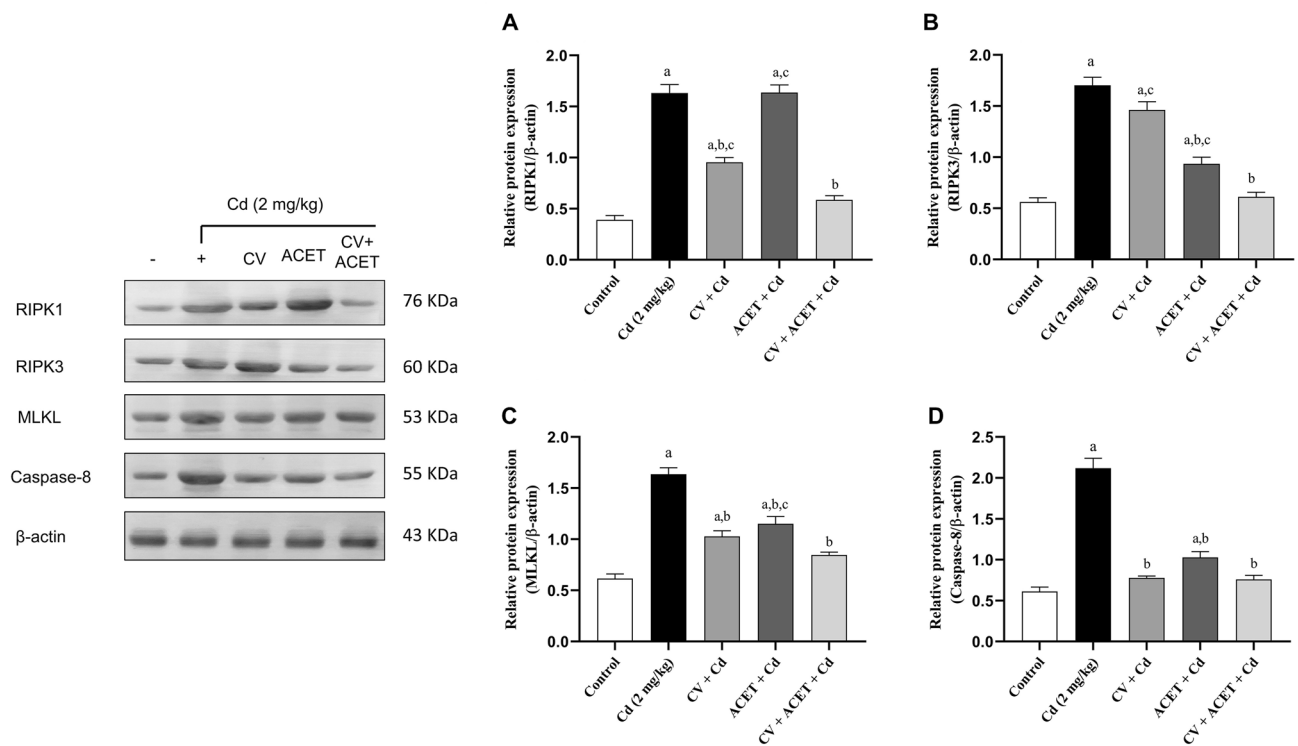 Cd (2 mg/kg)
- + CV ACET CV+
ACET
RIPK1 76 KDa
RIPK3 60 KDa
MLKL 53 KDa
Caspase-8 55 KDa
β-actin 43 KDa
A
Relative protein expression
(RIPK1/β-actin)
2.0
1.5
1.0
0.5
0.0
a
a,b,c
a,c
b
Control
Cd (2 mg/kg)
CV + Cd
ACET + Cd
CV + ACET + Cd
B
Relative protein expression
(RIPK3/β-actin)
2.0
1.5
1.0
0.5
0.0
a
a,c
a,b,c
b
Control
Cd (2 mg/kg)
CV + Cd
ACET + Cd
CV + ACET + Cd
C
Relative protein expression
(MLKL/β-actin)
2.0
1.5
1.0
0.5
0.0
a
a,b
a,b,c
b
Control
Cd (2 mg/kg)
CV + Cd
ACET + Cd
CV + ACET + Cd
D
Relative protein expression
(Caspase-8/β-actin)
2.5
2.0
1.5
1.0
0.5
0.0
a
b
a,b
b
Control
Cd (2 mg/kg)
CV + Cd
ACET + Cd
CV + ACET + Cd